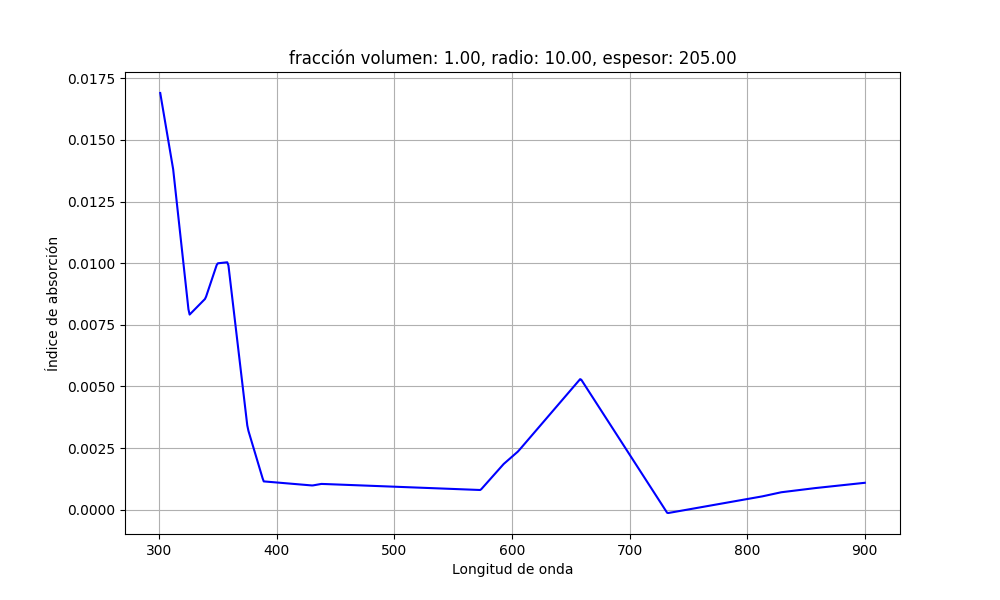 fracción volumen: 1.00, radio: 10.00, espesor: 205.00
0.0175
0.0150
0.0125
0.0100
0.0075
0.0050
0.0025
0.0000
Índice de absorción
300 400 500 600 700 800 900
Longitud de onda